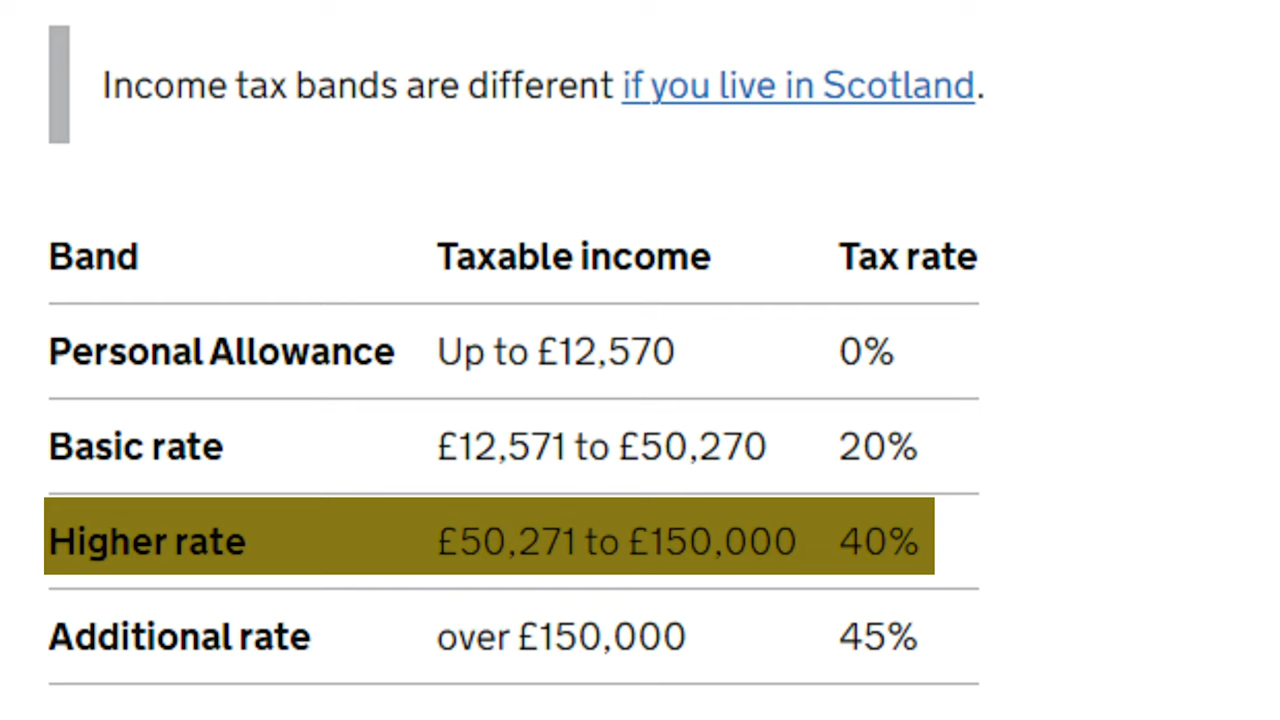 Income tax bands are different if you live in Scotland.
Band Taxable income Tax rate
Personal Allowance Up to £12,570 0%
Basic rate £12,571 to £50,270 20%
Higher rate £50,271 to £150,000 40%
Additional rate over £150,000 45%